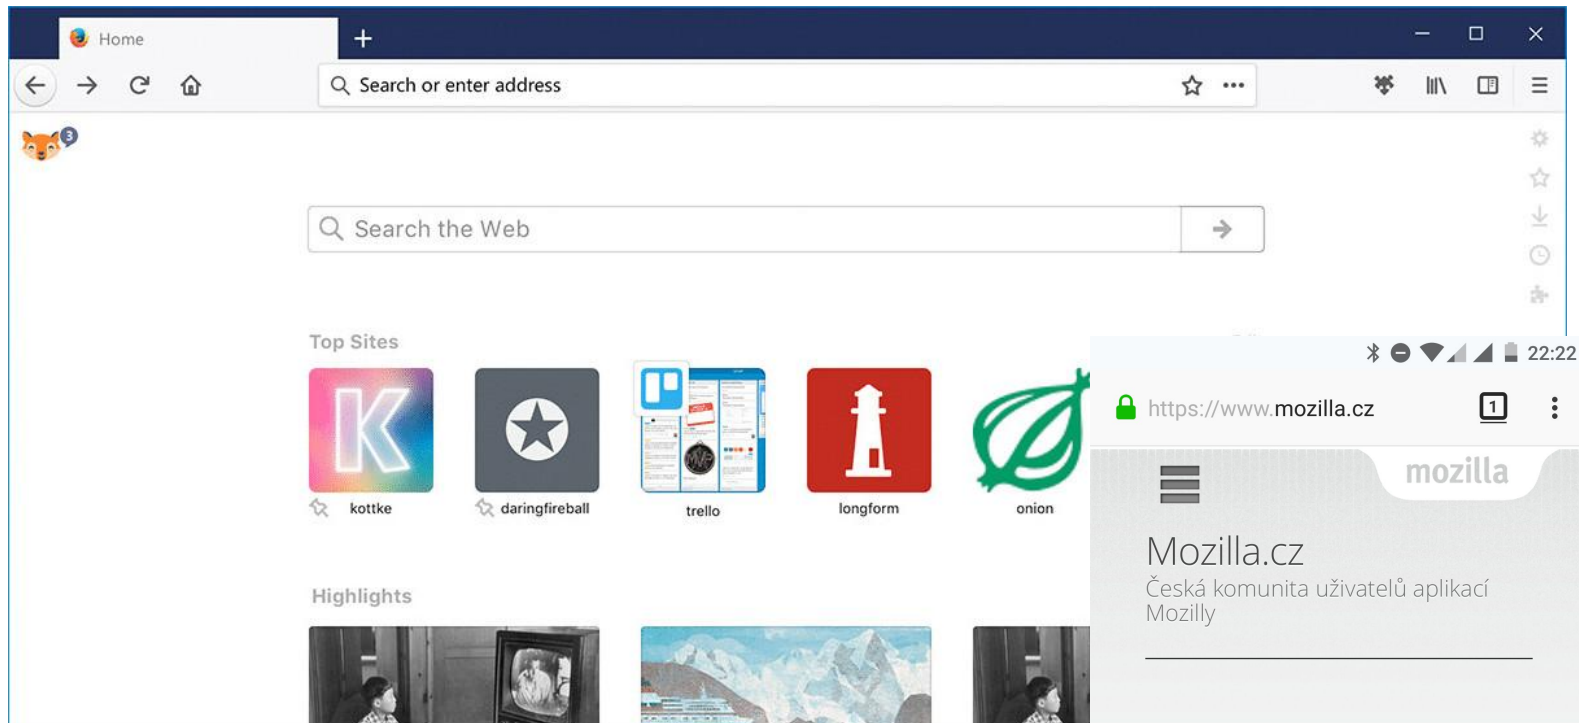 Home
Search or enter address
3
Search the Web
Top Sites
K
kottke
daringfireball
trello
longform
onion
Highlights
22:22
https://www.mozilla.cz
1
mozilla
Mozilla.cz
Česká komunita uživatelů aplikací
Mozilly